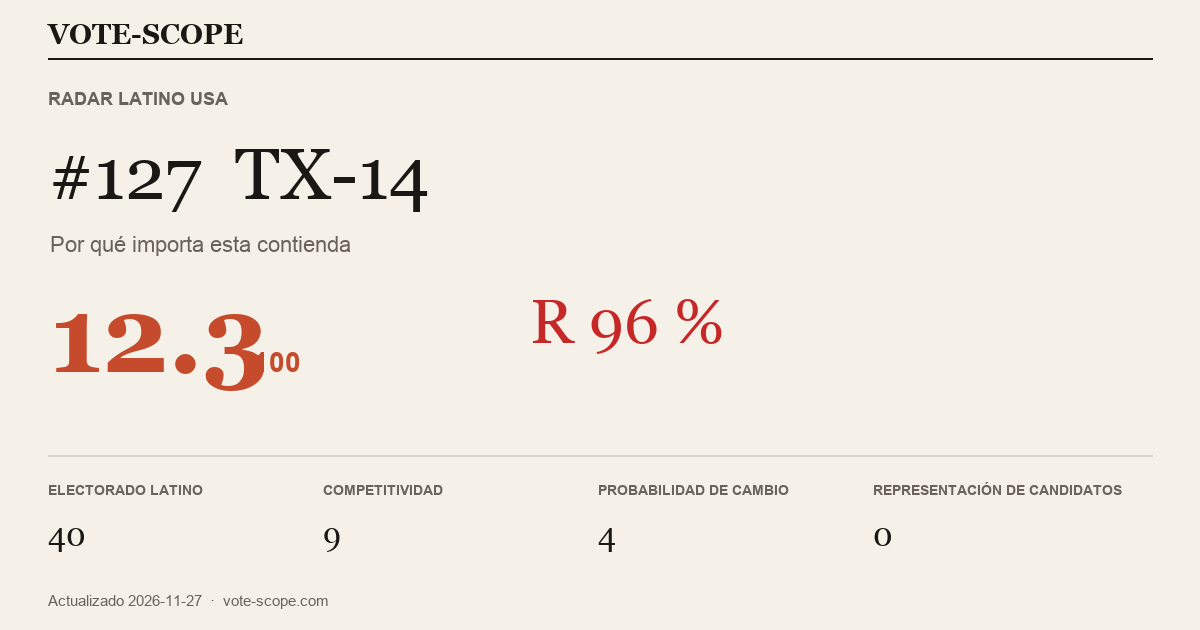 VOTE-SCOPE
RADAR LATINO USA
#127 TX-14
Por qué importa esta contienda
12.3
R 96 %
ELECTORADO LATINO
COMPETITIVIDAD
PROBABILIDAD DE CAMBIO
REPRESENTACIÓN DE CANDIDATOS
40
9
4
0
Actualizado 2026-11-27 · vote-scope.com